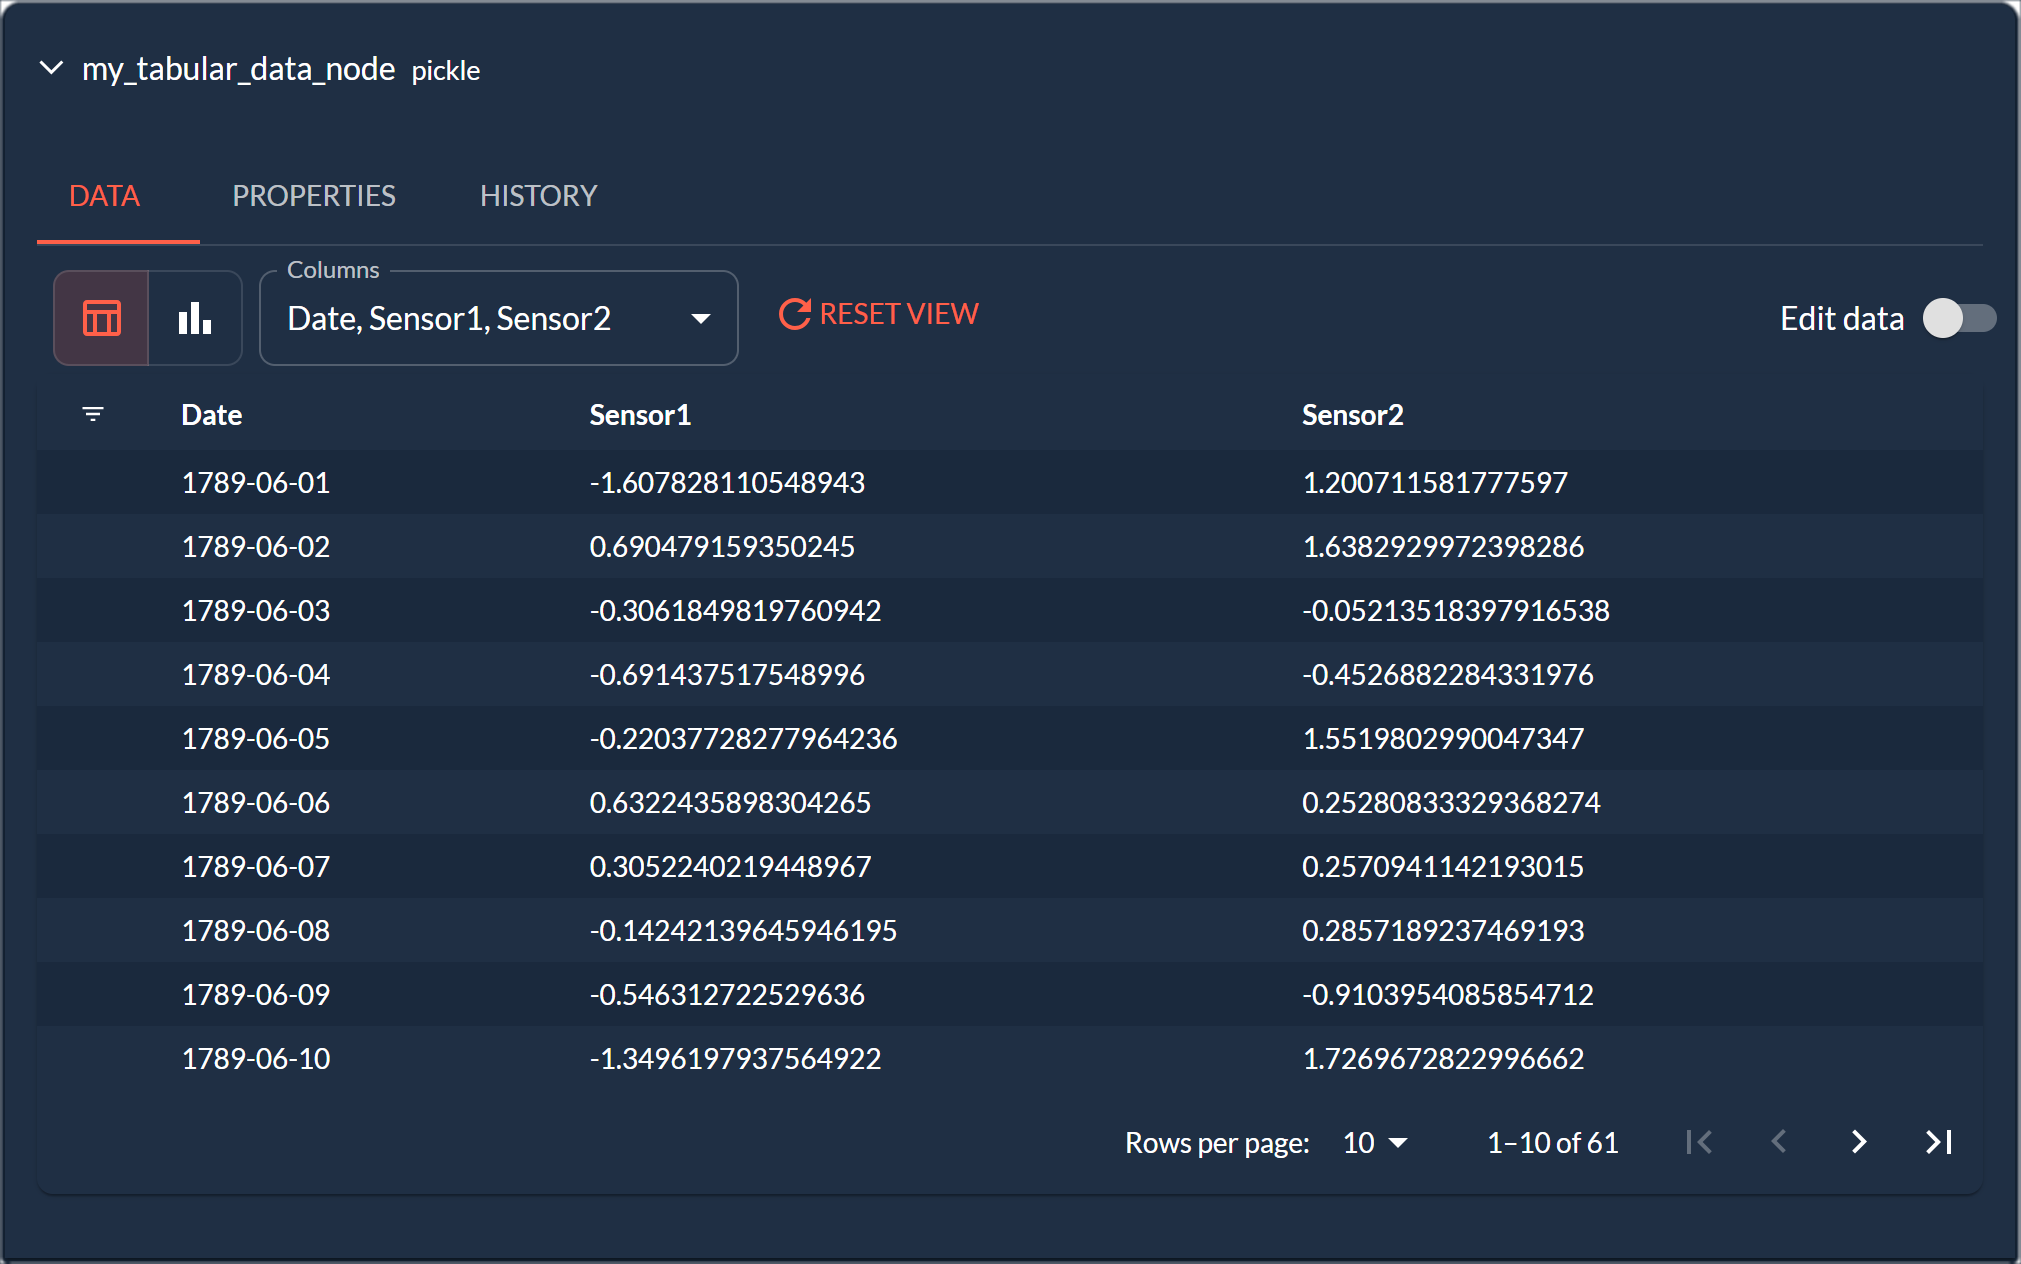 my_tabular_data_node pickle
DATA PROPERTIES HISTORY
Columns
Date, Sensor1, Sensor2 RESET VIEW Edit data
Date Sensor1 Sensor2
1789-06-01 -1.607828110548943 1.200711581777597
1789-06-02 0.690479159350245 1.6382929972398286
1789-06-03 -0.3061849819760942 -0.05213518397916538
1789-06-04 -0.691437517548996 -0.4526882284331976
1789-06-05 -0.22037728277964236 1.5519802990047347
1789-06-06 0.6322435898304265 0.25280833329368274
1789-06-07 0.3052240219448967 0.2570941142193015
1789-06-08 -0.14242139645946195 0.2857189237469193
1789-06-09 -0.546312722529636 -0.9103954085854712
1789-06-10 -1.3496197937564922 1.7269672822996662
Rows per page: 10 1–10 of 61